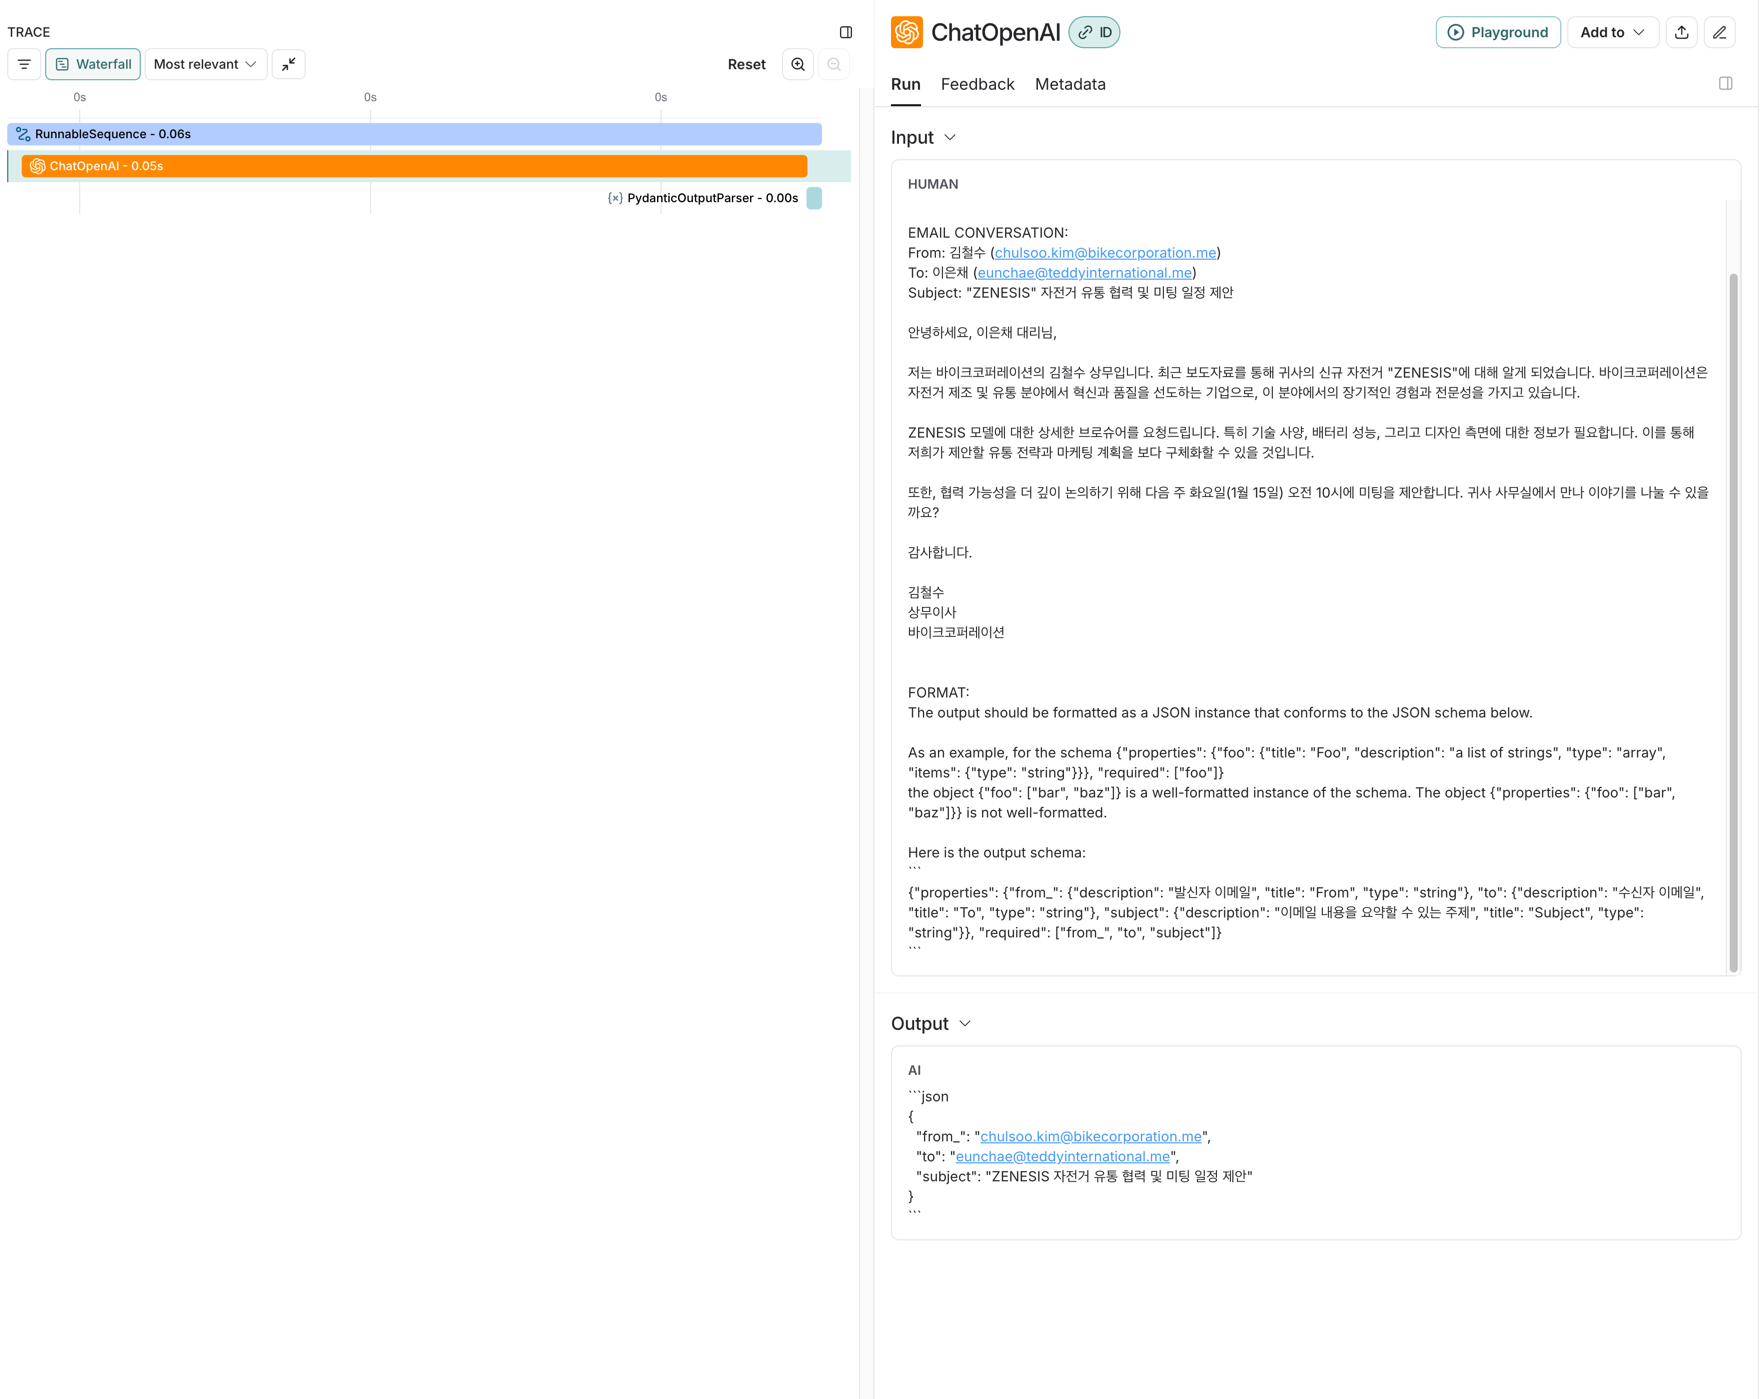 TRACE
Waterfall
Most relevant
Reset
0s
0s
0s
RunnableSequence - 0.06s
ChatOpenAI - 0.05s
PydanticOutputParser - 0.00s
ChatOpenAI
ID
Playground
Add to
Run
Feedback
Metadata
Input
HUMAN
EMAIL CONVERSATION:
From: 김철수 (chulsoo.kim@bikecorporation.me)
To: 이은채 (eunchae@teddyinternational.me)
Subject: "ZENESIS" 자전거 유통 협력 및 미팅 일정 제안
안녕하세요, 이은채 대리님,
저는 바이크코퍼레이션의 김철수 상무입니다. 최근 보도자료를 통해 귀사의 신규 자전거 "ZENESIS"에 대해 알게 되었습니다. 바이크코퍼레이션은
자전거 제조 및 유통 분야에서 혁신과 품질을 선도하는 기업으로, 이 분야에서의 장기적인 경험과 전문성을 가지고 있습니다.
ZENESIS 모델에 대한 상세한 브로슈어를 요청드립니다. 특히 기술 사양, 배터리 성능, 그리고 디자인 측면에 대한 정보가 필요합니다. 이를 통해
저희가 제안할 유통 전략과 마케팅 계획을 보다 구체화할 수 있을 것입니다.
또한, 협력 가능성을 더 깊이 논의하기 위해 다음 주 화요일(1월 15일) 오전 10시에 미팅을 제안합니다. 귀사 사무실에서 만나 이야기를 나눌 수 있을
까요?
감사합니다.
김철수
상무이사
바이크코퍼레이션
FORMAT:
The output should be formatted as a JSON instance that conforms to the JSON schema below.
As an example, for the schema {"properties": {"foo": {"title": "Foo", "description": "a list of strings", "type": "array",
"items": {"type": "string"}}}, "required": ["foo"]}
the object {"foo": ["bar", "baz"]} is a well-formatted instance of the schema. The object {"properties": {"foo": ["bar",
"baz"]}} is not well-formatted.
Here is the output schema:
```
{"properties": {"from_": {"description": "발신자 이메일", "title": "From", "type": "string"}, "to": {"description": "수신자 이메일",
"title": "To", "type": "string"}, "subject": {"description": "이메일 내용을 요약할 수 있는 주제", "title": "Subject", "type":
"string"}}, "required": ["from_", "to", "subject"]}
```
Output
AI
```json
{
"from_": "chulsoo.kim@bikecorporation.me",
"to": "eunchae@teddyinternational.me",
"subject": "ZENESIS 자전거 유통 협력 및 미팅 일정 제안"
}
```